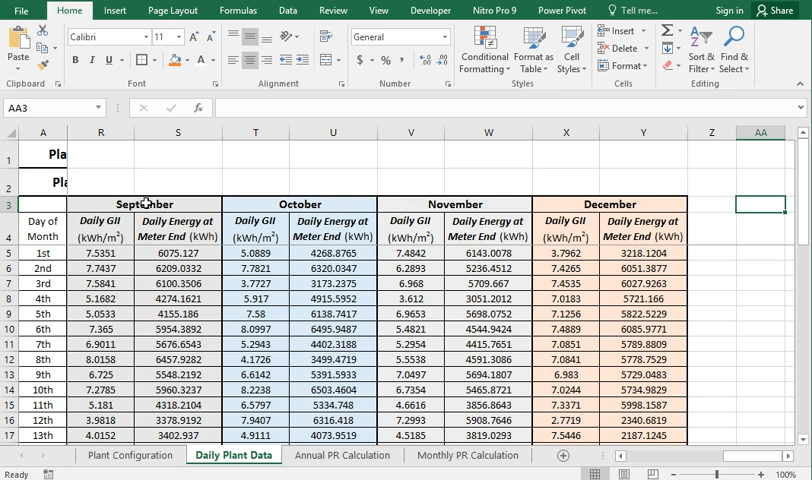 File Home Insert Page Layout Formulas Data Review View Developer Nitro Pro 9 Power Pivot Tell me... Sign in Share
Calibri 11 A A General Insert
Paste B I U A $ % , Conditional Formatting Format as Table Cell Styles Delete Format Sort & Filter Find & Select
Clipboard Font Alignment Number Styles Cells Editing
AA3 fx
A R S T U V W X Y Z AA
1 Pla
2 Pla
3 September October November December
4 Day of Month Daily GII (kWh/m²) Daily Energy at Meter End (kWh) Daily GII (kWh/m²) Daily Energy at Meter End (kWh) Daily GII (kWh/m²) Daily Energy at Meter End (kWh) Daily GII (kWh/m²) Daily Energy at Meter End (kWh)
5 1st 7.5351 6075.127 5.0889 4268.8765 7.4842 6143.0078 3.7962 3218.1204
6 2nd 7.7437 6209.0332 7.7821 6320.0347 6.2893 5236.4512 7.4265 6051.3877
7 3rd 7.5841 6100.3506 3.7727 3173.2375 6.968 5709.667 7.4535 6027.9263
8 4th 5.1682 4274.1621 5.917 4915.5952 3.612 3051.2012 7.0183 5721.166
9 5th 5.0533 4155.186 7.58 6138.7417 6.9653 5698.0752 7.1256 5822.5229
10 6th 7.365 5954.3892 8.0997 6495.9487 5.4821 4544.9424 7.4889 6085.9771
11 7th 6.9011 5676.6543 5.2943 4402.3188 5.2954 4415.7651 7.0851 5789.8809
12 8th 8.0158 6457.9282 4.1726 3499.4719 5.5538 4591.3086 7.0841 5778.7529
13 9th 6.725 5548.2192 6.6142 5391.5933 7.0497 5694.1807 6.983 5729.0483
14 10th 7.2785 5960.3237 8.2238 6503.4604 6.7354 5465.8721 7.0244 5734.9829
15 11th 5.181 4318.2104 6.5797 5334.748 4.6616 3856.8643 7.3371 5998.1587
16 12th 3.9818 3378.9192 7.9407 6316.418 7.2993 5908.7646 2.7719 2340.6819
17 13th 4.0152 3402.937 4.9111 4073.9519 4.5185 3819.0293 7.5446 2187.1245
Plant Configuration Daily Plant Data Annual PR Calculation Monthly PR Calculation
Ready 100%